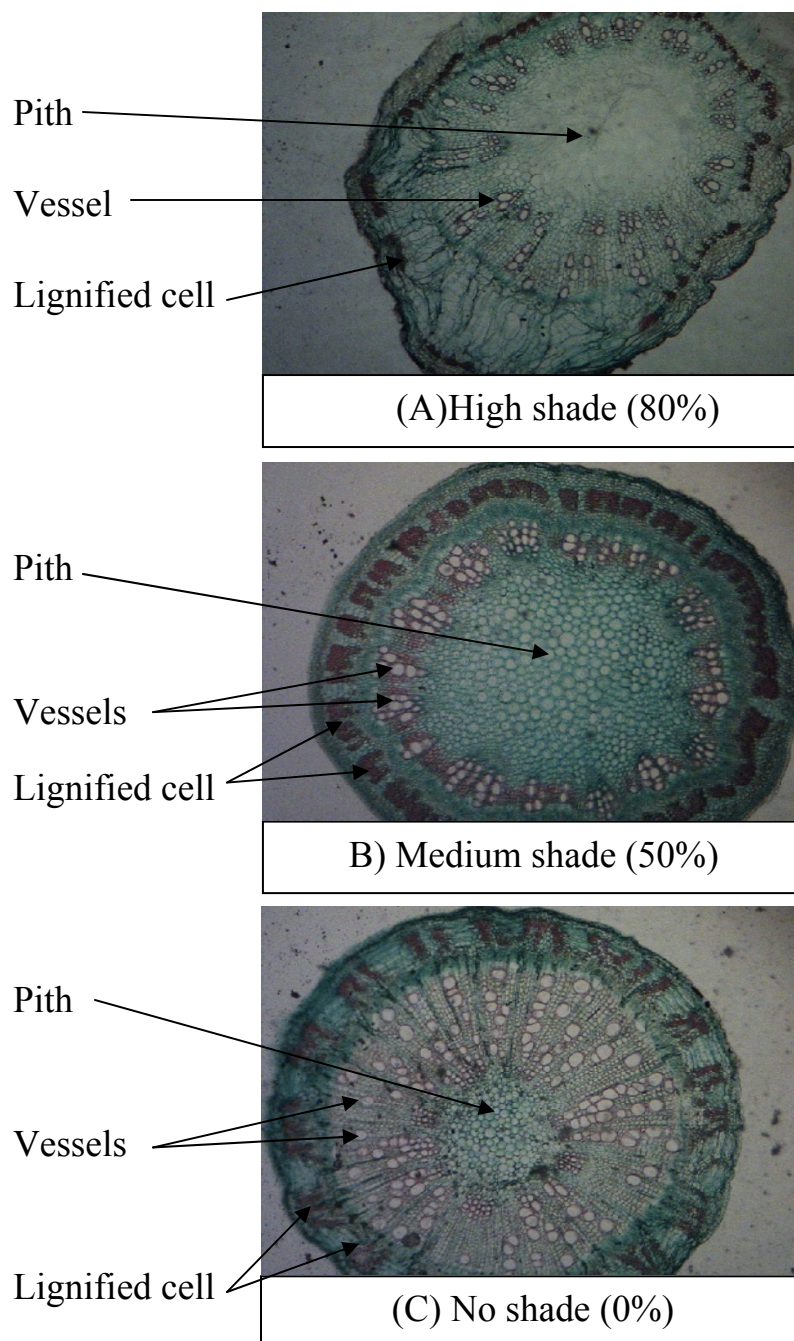 Pith
Vessel
Lignified cell
(A)High shade (80%)
Pith
Vessels
Lignified cell
B) Medium shade (50%)
Pith
Vessels
Lignified cell
(C) No shade (0%)